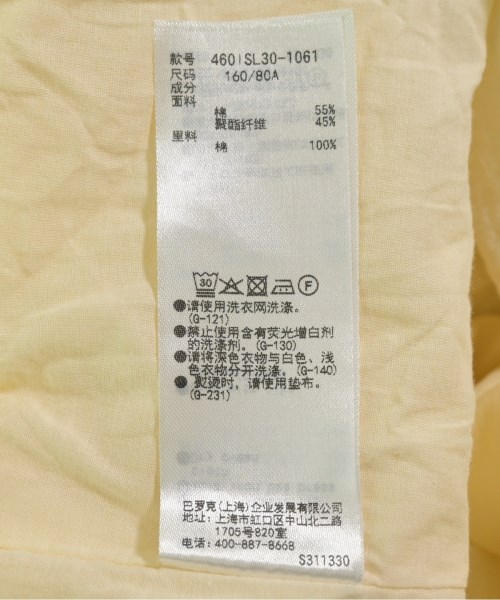 款号 460ISL30-1061
尺码 160/80A
成分
面料
棉 55%
聚酯纤维 45%
里料
棉 100%
30 F
●请使用洗衣网洗涤。
(G-121)
●禁止使用含有荧光增白剂
的洗涤剂。(G-130)
●请将深色衣物与白色、浅
色衣物分开洗涤。(G-140)
● 熨烫时,请使用垫布。
(G-231)
巴罗克(上海)企业发展有限公司
地址: 上海市虹口区中山北二路
1705号820室
电话: 400-887-8668
S311330